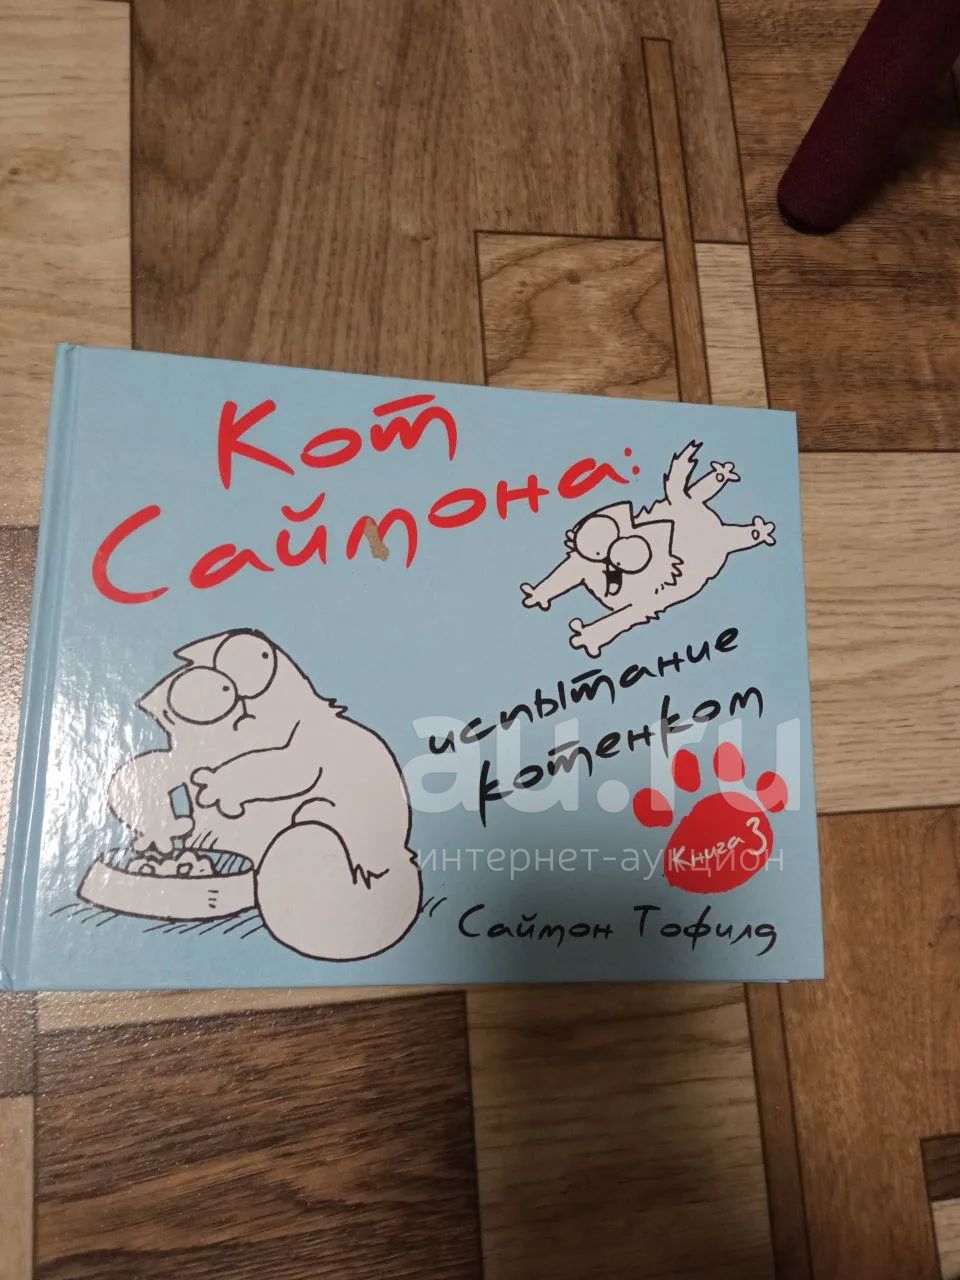 Кот
Саймона:
испытание
котенком
Книга 3
Саймон Тофилд
au.ru
интернет-аукцион